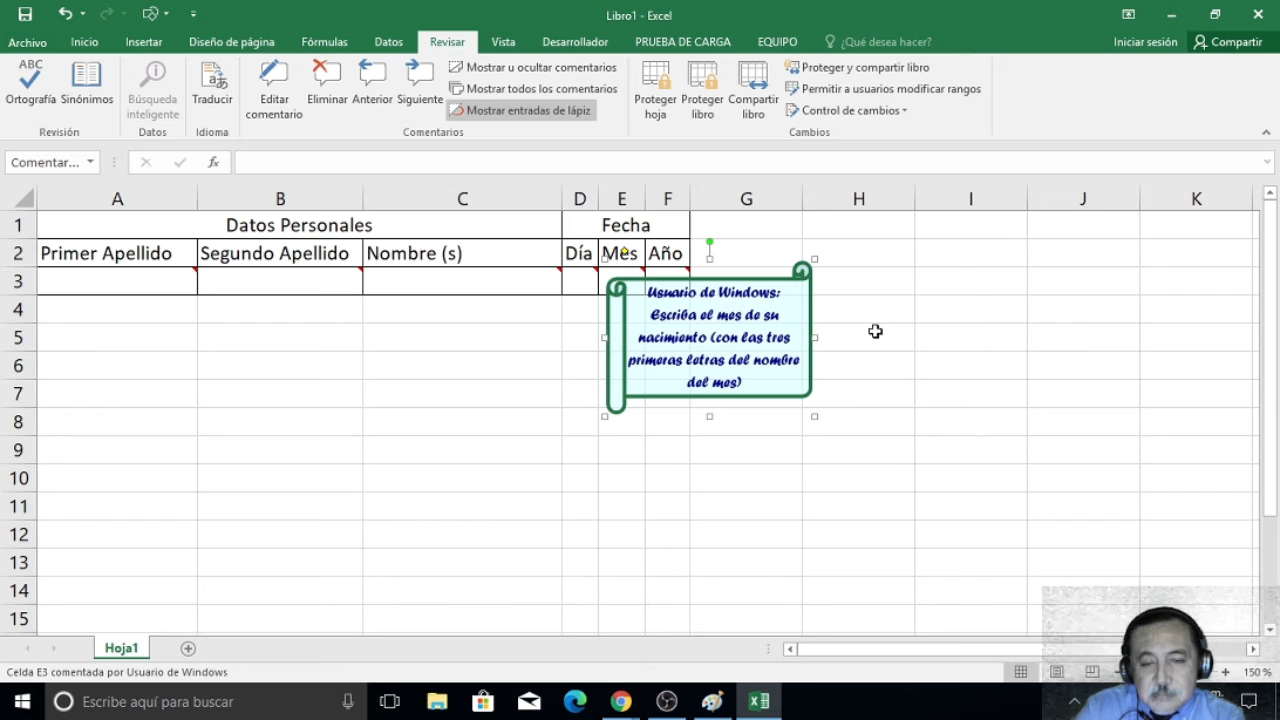 Libro1 - Excel
Archivo Inicio Insertar Diseño de página Fórmulas Datos Revisar Vista Desarrollador PRUEBA DE CARGA EQUIPO ¿Qué desea hacer? Iniciar sesión Compartir
ABC
Ortografía
Sinónimos
Búsqueda
inteligente
Traducir
Editar
comentario
Eliminar
Anterior
Siguiente
Mostrar u ocultar comentarios
Mostrar todos los comentarios
Mostrar entradas de lápiz
Proteger
hoja
Proteger
libro
Compartir
libro
Proteger y compartir libro
Permitir a usuarios modificar rangos
Control de cambios
Revisión Datos Idioma Comentarios Cambios
Comentar... fx
A B C D E F G H I J K
1 Datos Personales Fecha
2 Primer Apellido Segundo Apellido Nombre (s) Día Mes Año
3
Usuario de Windows:
Escriba el mes de su
nacimiento (con las tres
primeras letras del nombre
del mes)
4
5
6
7
8
9
10
11
12
13
14
15
Hoja1
Celda E3 comentada por Usuario de Windows 150 %
Escribe aquí para buscar